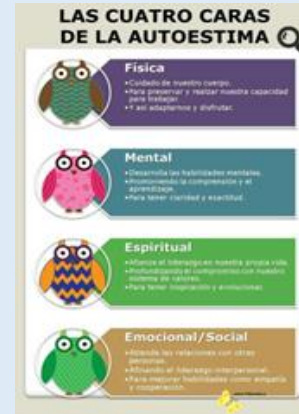 LAS CUATRO CARAS
DE LA AUTOESTIMA
Física
•Cuidado de nuestro cuerpo.
•Para preservar y realzar nuestra capacidad
para trabajar.
•Y así adaptarnos y disfrutar.
Mental
•Desarrolla las habilidades mentales.
•Promoviendo la comprensión y el
aprendizaje.
•Para tener claridad y exactitud.
Espiritual
•Afianza el liderazgo en nuestra propia vida.
•Profundizando el compromiso con nuestro
sistema de valores.
•Para tener inspiración y evolucionar.
Emocional/Social
•Atiende las relaciones con otras
personas.
•Afinando el liderazgo interpersonal.
•Para mejorar habilidades como empatía
y cooperación.